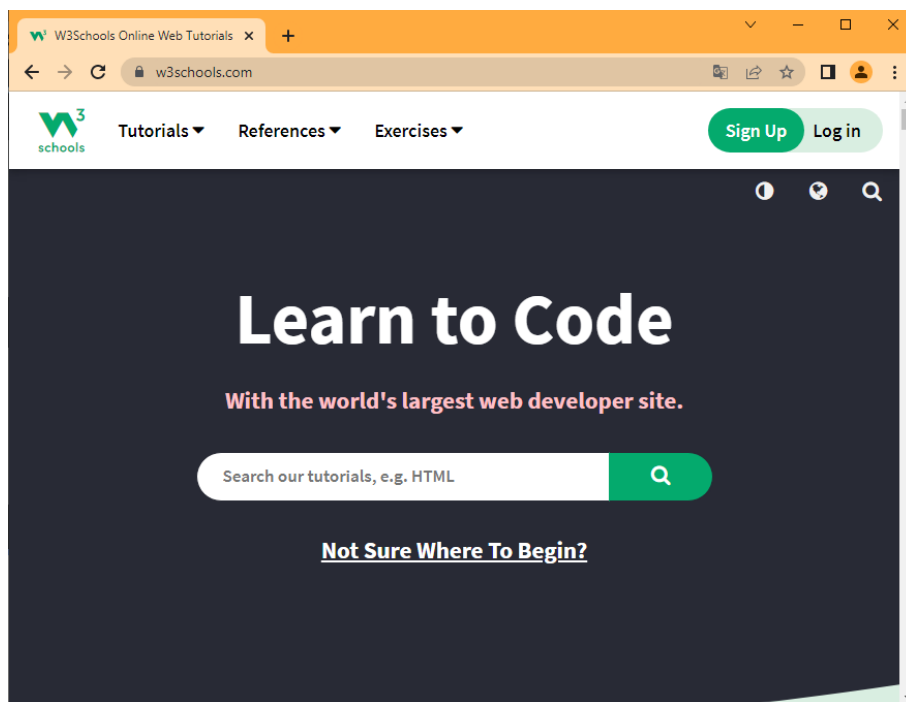 W3Schools Online Web Tutorials
w3schools.com
W3 schools
Tutorials References Exercises Sign Up Log in
Learn to Code
With the world's largest web developer site.
Search our tutorials, e.g. HTML
Not Sure Where To Begin?